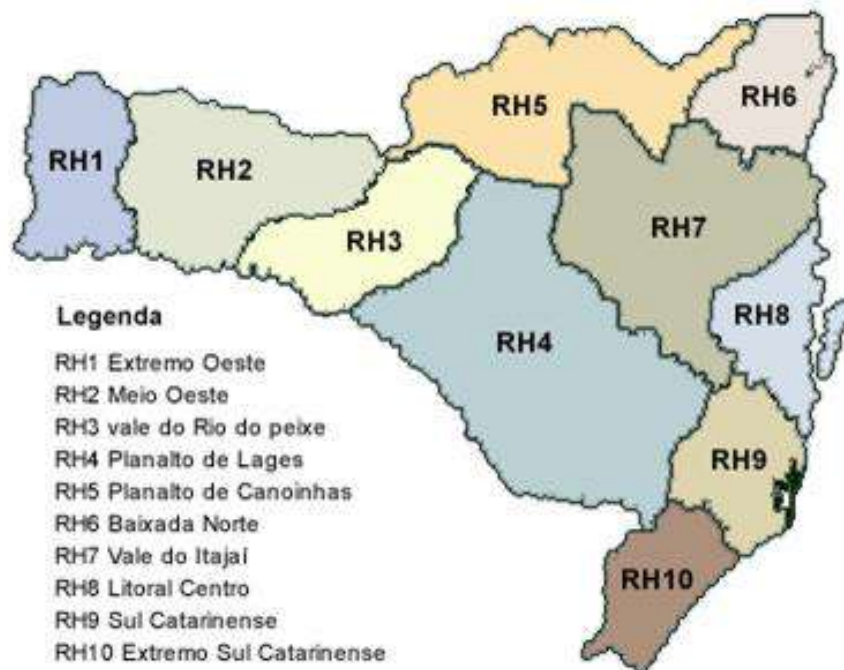 RH6
RH5
RH1
RH2
RH7
RH3
RH8
RH4
RH9
RH10
Legenda
RH1 Extremo Oeste
RH2 Meio Oeste
RH3 vale do Rio do peixe
RH4 Planalto de Lages
RH5 Planalto de Canoinhas
RH6 Baixada Norte
RH7 Vale do Itajaí
RH8 Litoral Centro
RH9 Sul Catarinense
RH10 Extremo Sul Catarinense